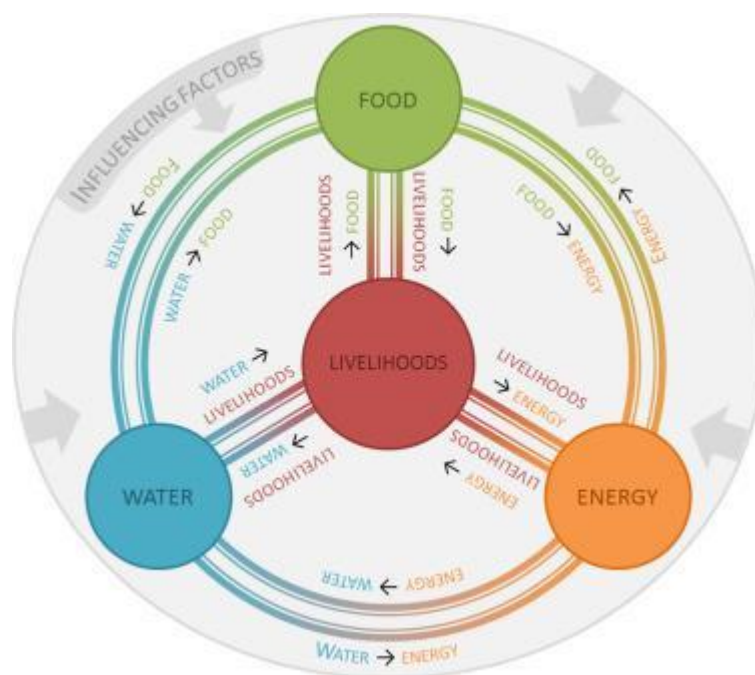 INFLUENCING FACTORS
FOOD
FOOD → WATER
WATER → FOOD
ENERGY → FOOD
FOOD → ENERGY
LIVELIHOODS → FOOD
FOOD → LIVELIHOODS
LIVELIHOODS
WATER → LIVELIHOODS
LIVELIHOODS → WATER
LIVELIHOODS → ENERGY
ENERGY → LIVELIHOODS
WATER
ENERGY
ENERGY → WATER
WATER → ENERGY